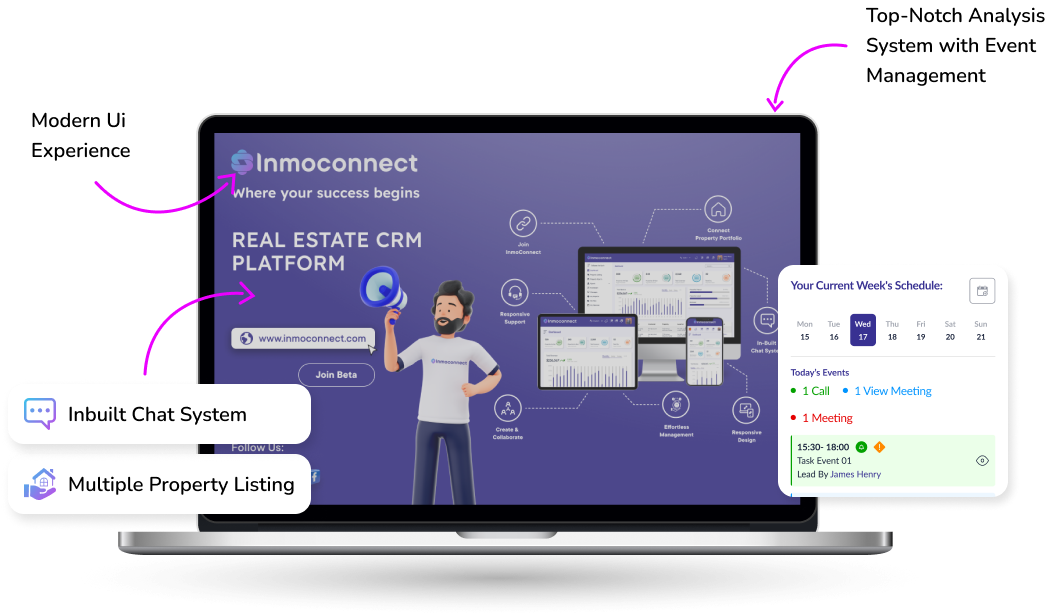 Top-Notch Analysis
System with Event
Management
Modern Ui
Experience
Inmoconnect
Where your success begins
REAL ESTATE CRM
PLATFORM
www.inmoconnect.com
Join Beta
Follow Us:
Inbuilt Chat System
Multiple Property Listing
Join
InmoConnect
Connect
Property Portfolio
Responsive
Support
In-Built
Chat System
Create &
Collaborate
Effortless
Management
Responsive
Design
Inmoconnect
Inmoconnect
Inmoconnect
Your Current Week's Schedule:
Mon Tue Wed Thu Fri Sat Sun
15 16 17 18 19 20 21
Today's Events
1 Call 1 View Meeting
1 Meeting
15:30- 18:00
Task Event 01
Lead By James Henry